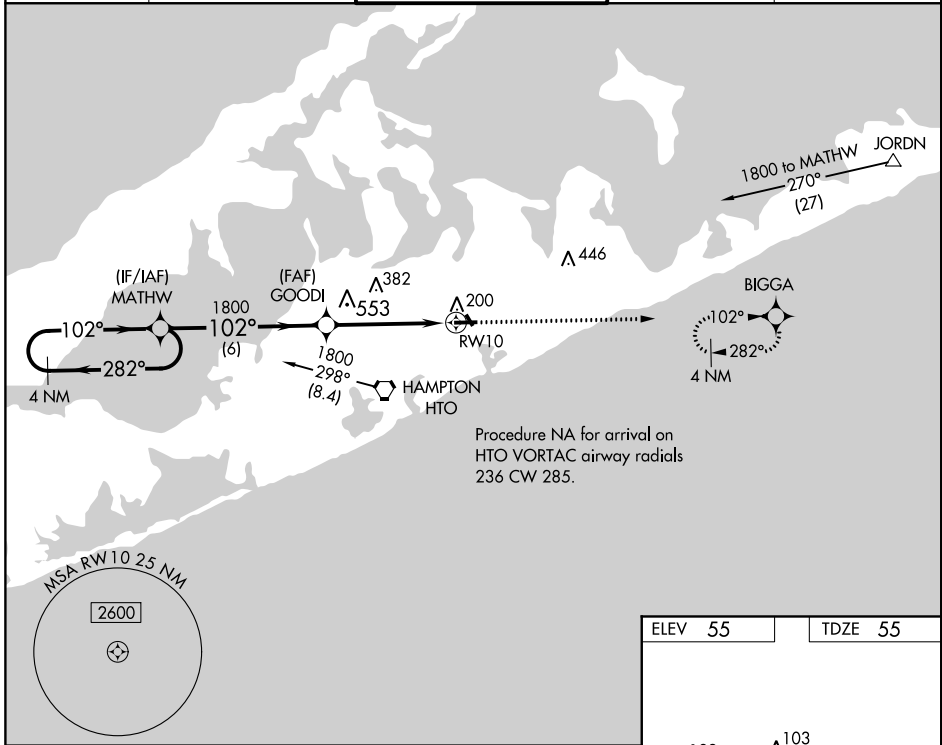 JORDN
1800 to MATHW
270°
(27)
446
(IF/IAF)
MATHW
(FAF)
GOODI
382
553
200
BIGGA
102°
1800
102°
(6)
RW10
102°
282°
4 NM
1800
298°
(8.4)
HAMPTON
HTO
282°
4 NM
Procedure NA for arrival on
HTO VORTAC airway radials
236 CW 285.
MSA RW10 25 NM
2600
ELEV 55
TDZE 55
103